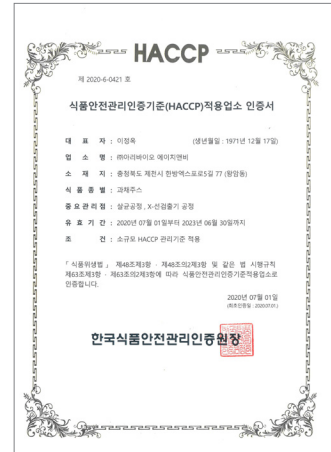 HACCP
제 2020-6-0421 호
식품안전관리인증기준(HACCP)적용업소 인증서
대 표 자 : 이정욱 (생년월일 : 1971년 12월 17일)
업 소 명 : ㈜아리바이오 에이치앤비
소 재 지 : 충청북도 제천시 한방엑스포로5길 77 (왕암동)
식 품 종 별 : 과채주스
중 요 관 리 점 : 살균공정, X-선검출기 공정
유 효 기 간 : 2020년 07월 01일부터 2023년 06월 30일까지
조 건 : 소규모 HACCP 관리기준 적용
「식품위생법」 제48조제3항 · 제48조의2제3항 및 같은 법 시행규칙
제63조제3항 · 제63조의2제3항에 따라 식품안전관리인증기준적용업소로
인증합니다.
2020년 07월 01일
(최초인증일 : 2020.07.01.)
한국식품안전관리인증원장